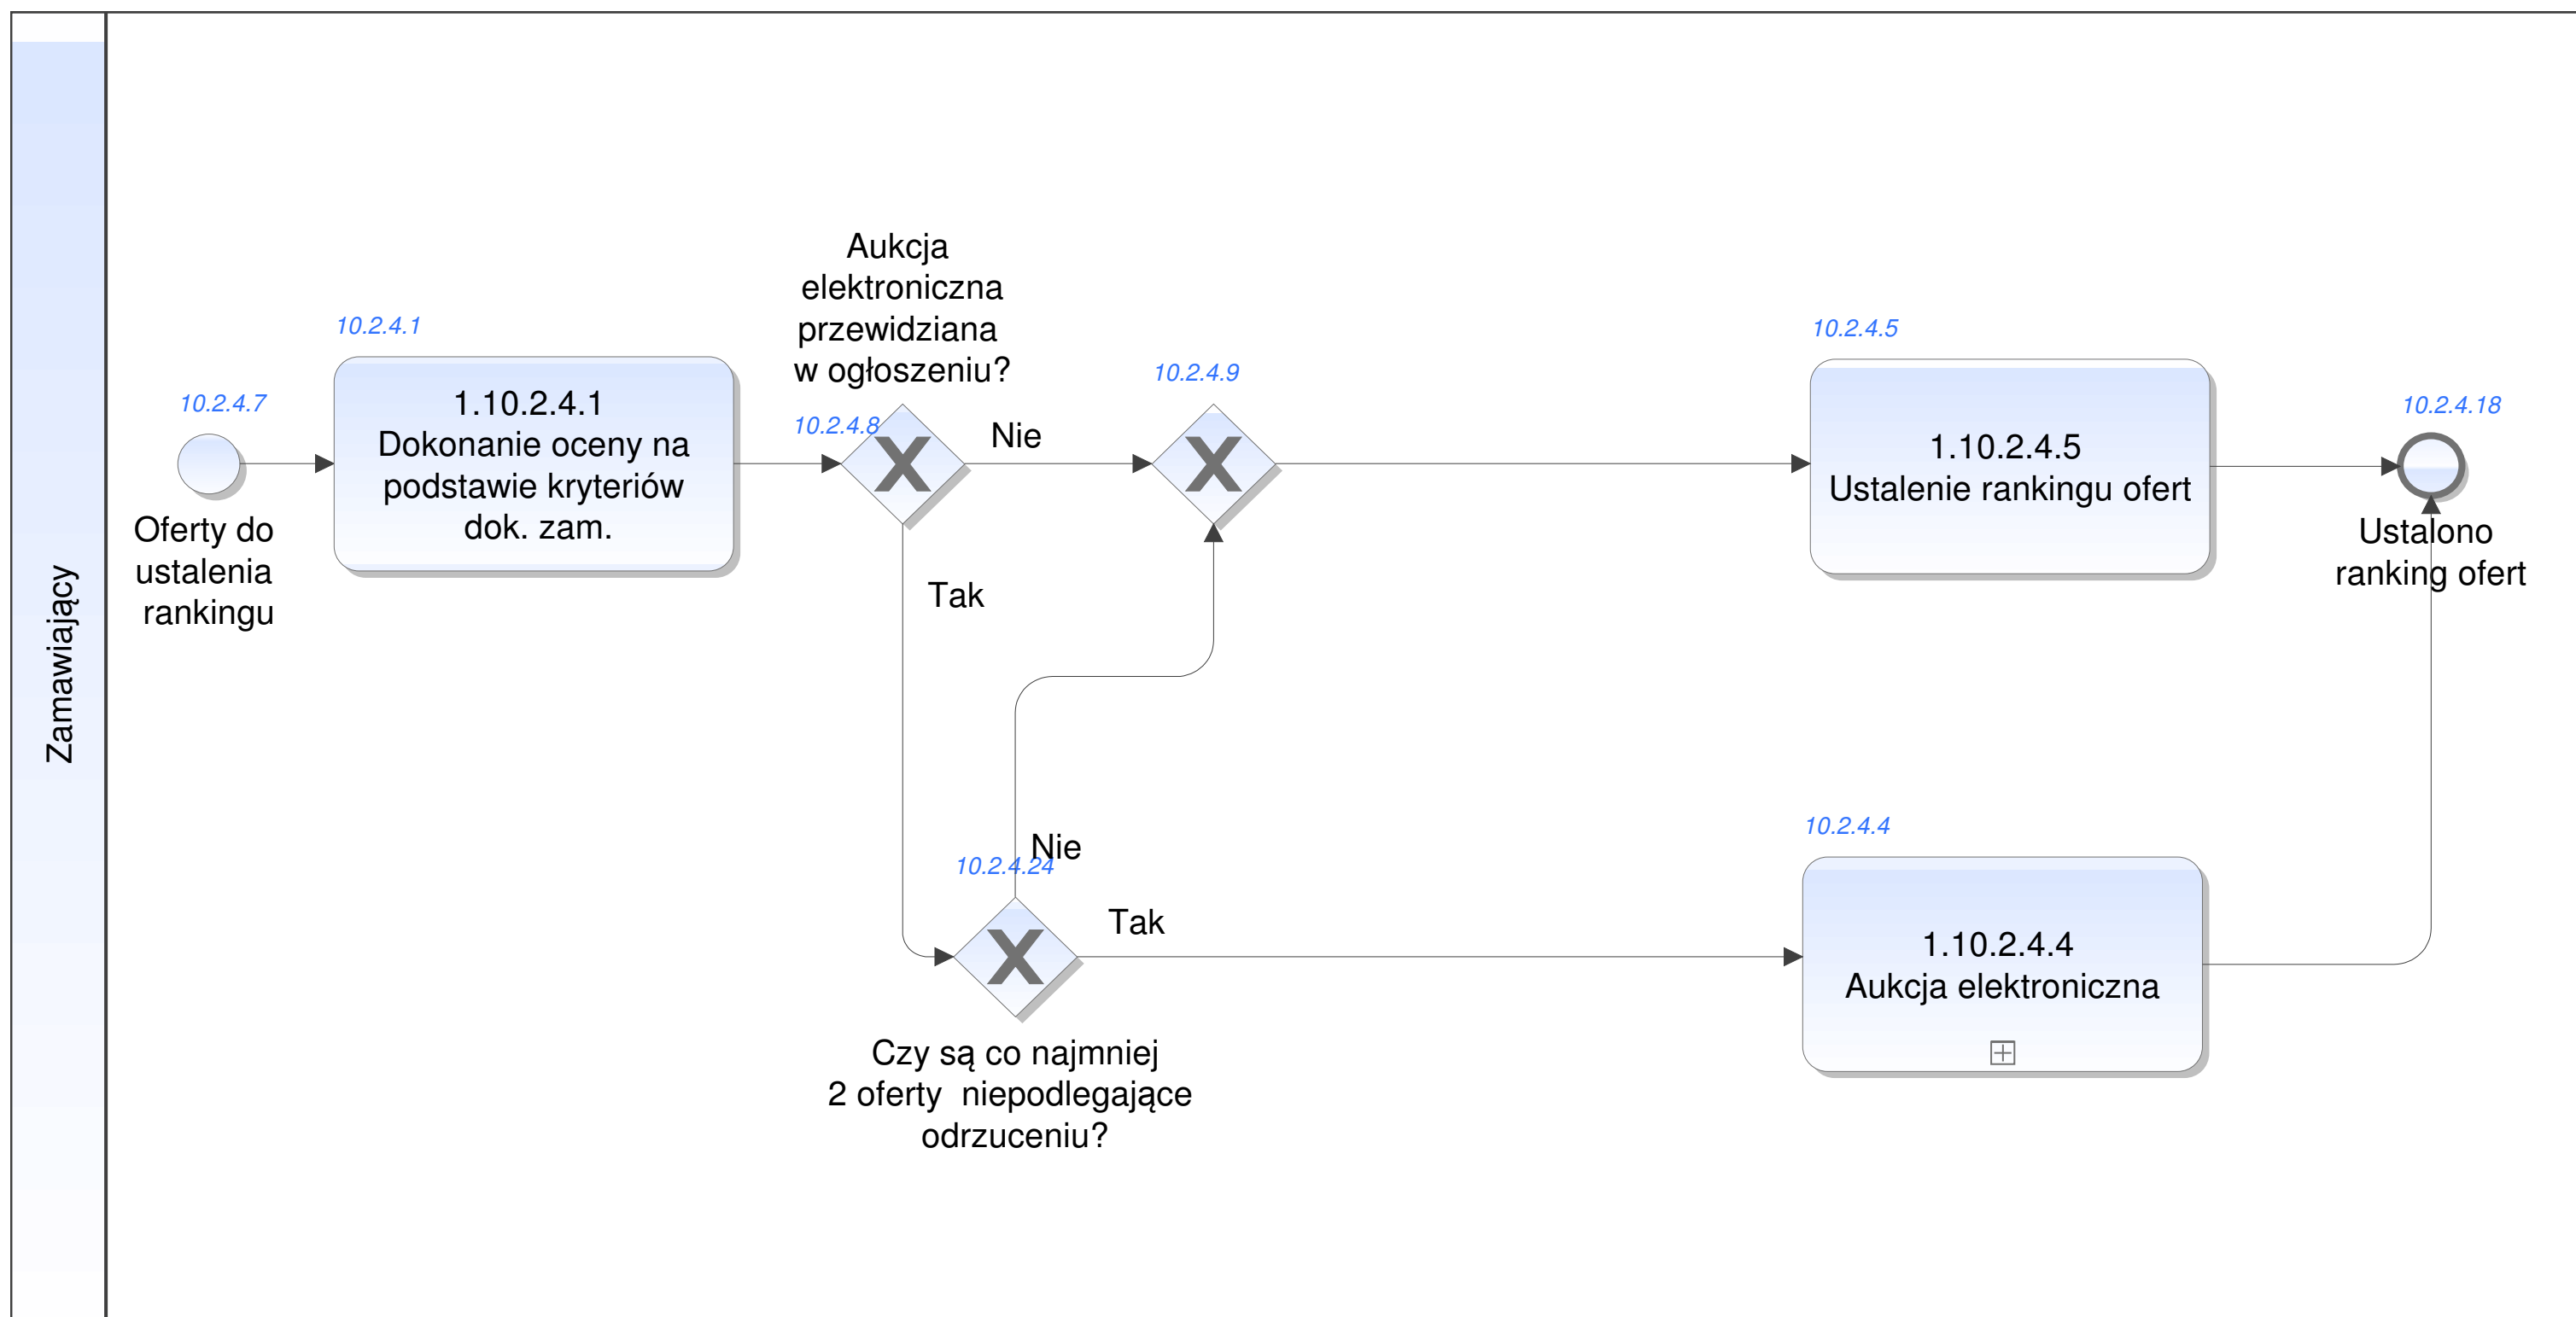 Zamawiający
10.2.4.7
Oferty do
ustalenia
rankingu
10.2.4.1
1.10.2.4.1
Dokonanie oceny na
podstawie kryteriów
dok. zam.
Aukcja
elektroniczna
przewidziana
w ogłoszeniu?
10.2.4.8
Nie
Tak
10.2.4.9
10.2.4.5
1.10.2.4.5
Ustalenie rankingu ofert
10.2.4.18
Ustalono
ranking ofert
Nie
10.2.4.24
Tak
Czy są co najmniej
2 oferty  niepodlegające
odrzuceniu?
10.2.4.4
1.10.2.4.4
Aukcja elektroniczna